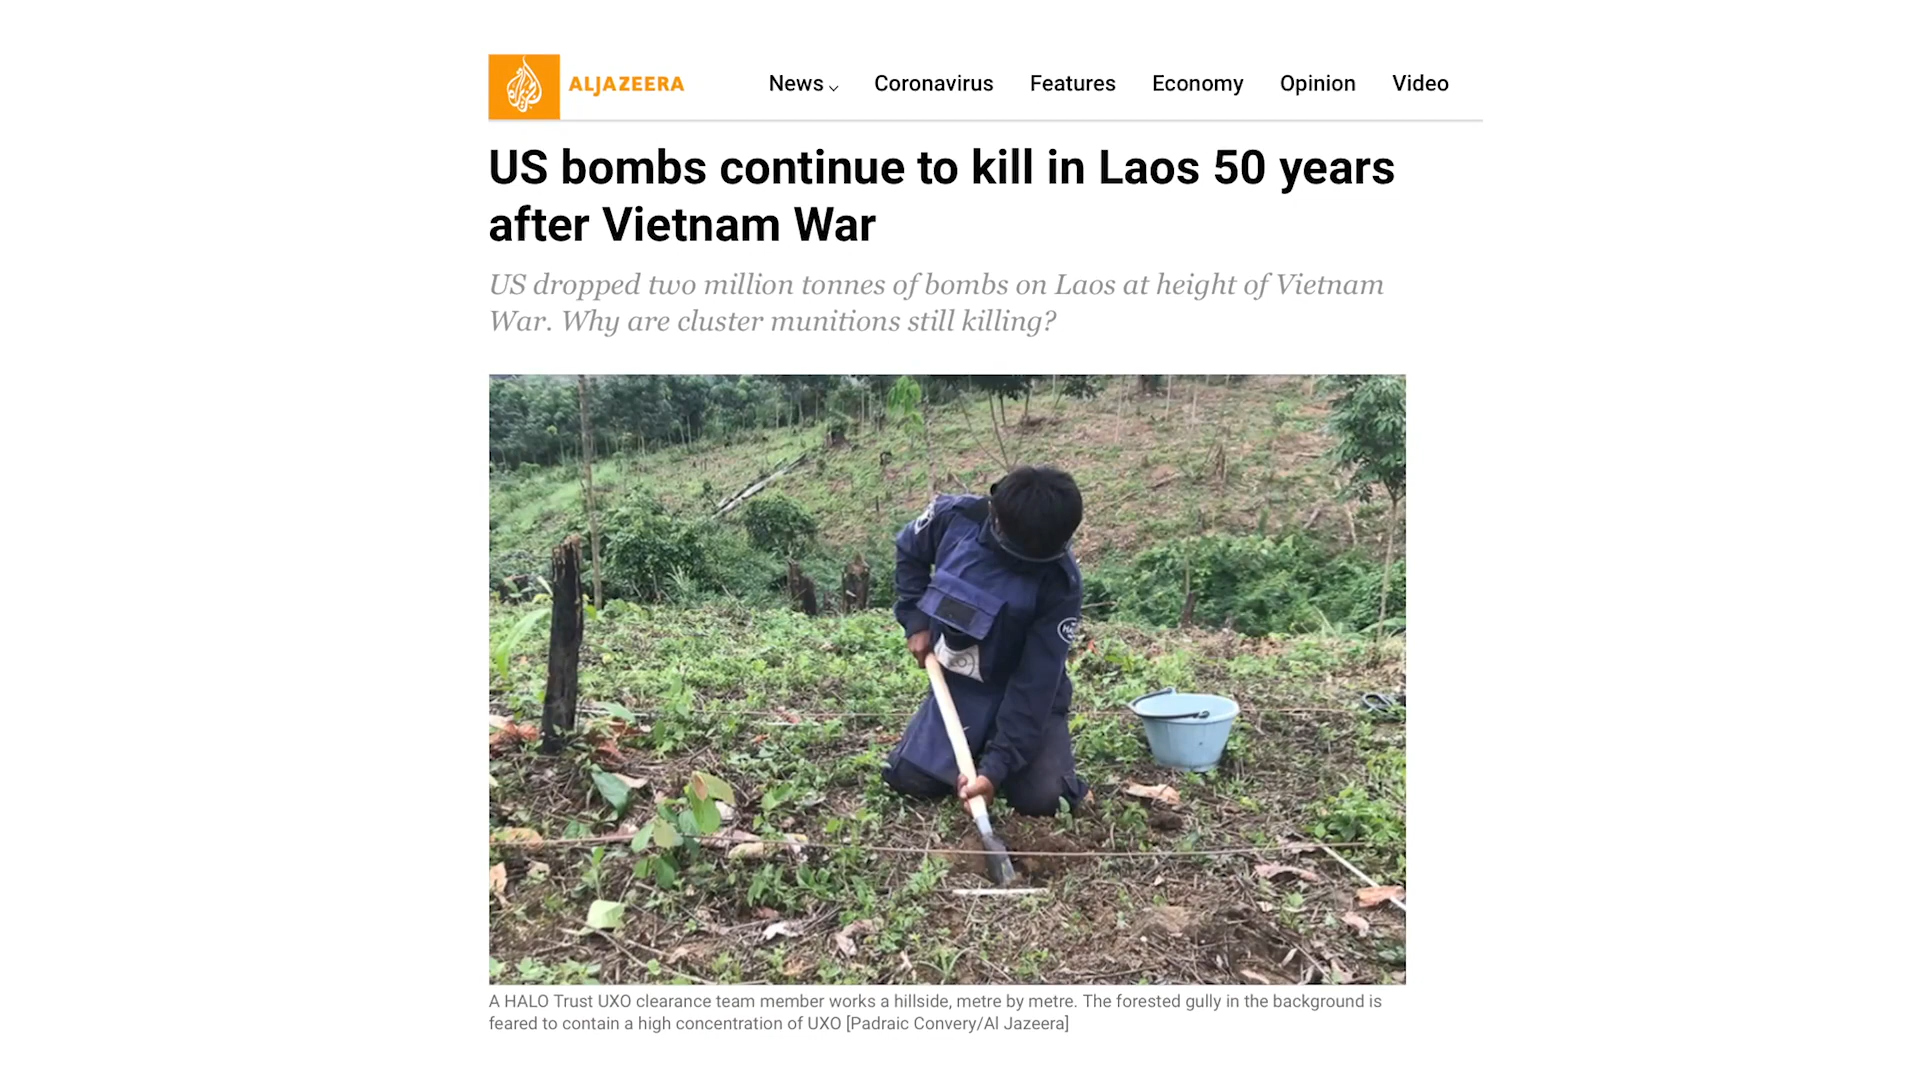 ALJAZEERA
News Coronavirus Features Economy Opinion Video
US bombs continue to kill in Laos 50 years
after Vietnam War
US dropped two million tonnes of bombs on Laos at height of Vietnam
War. Why are cluster munitions still killing?
A HALO Trust UXO clearance team member works a hillside, metre by metre. The forested gully in the background is
feared to contain a high concentration of UXO [Padraic Convery/Al Jazeera]